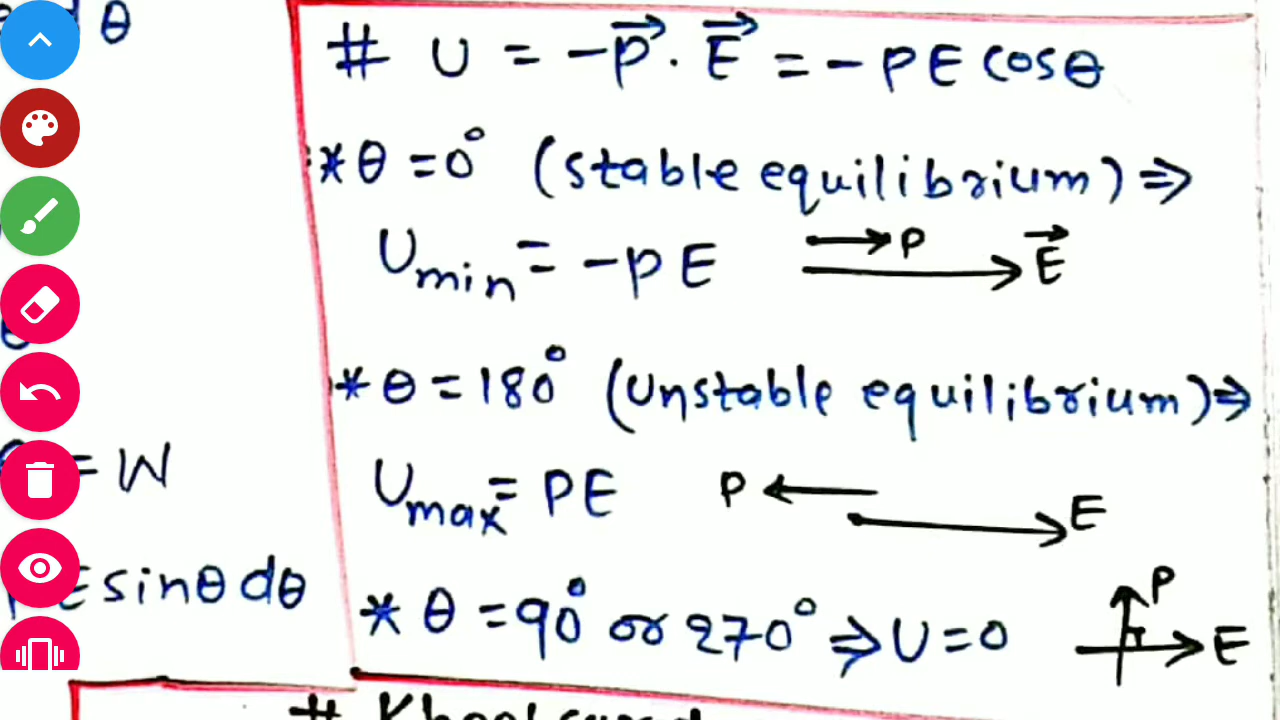 θ
# U = -p⃗ . E⃗ = - PE cosθ
* θ = 0° (stable equilibrium) ⇒
Umin = -PE → P → E⃗
* θ = 180° (Unstable equilibrium) ⇒
Umax = PE P ← → E
= W
E sinθ dθ
* θ = 90° or 270° ⇒ U = 0 P E
#